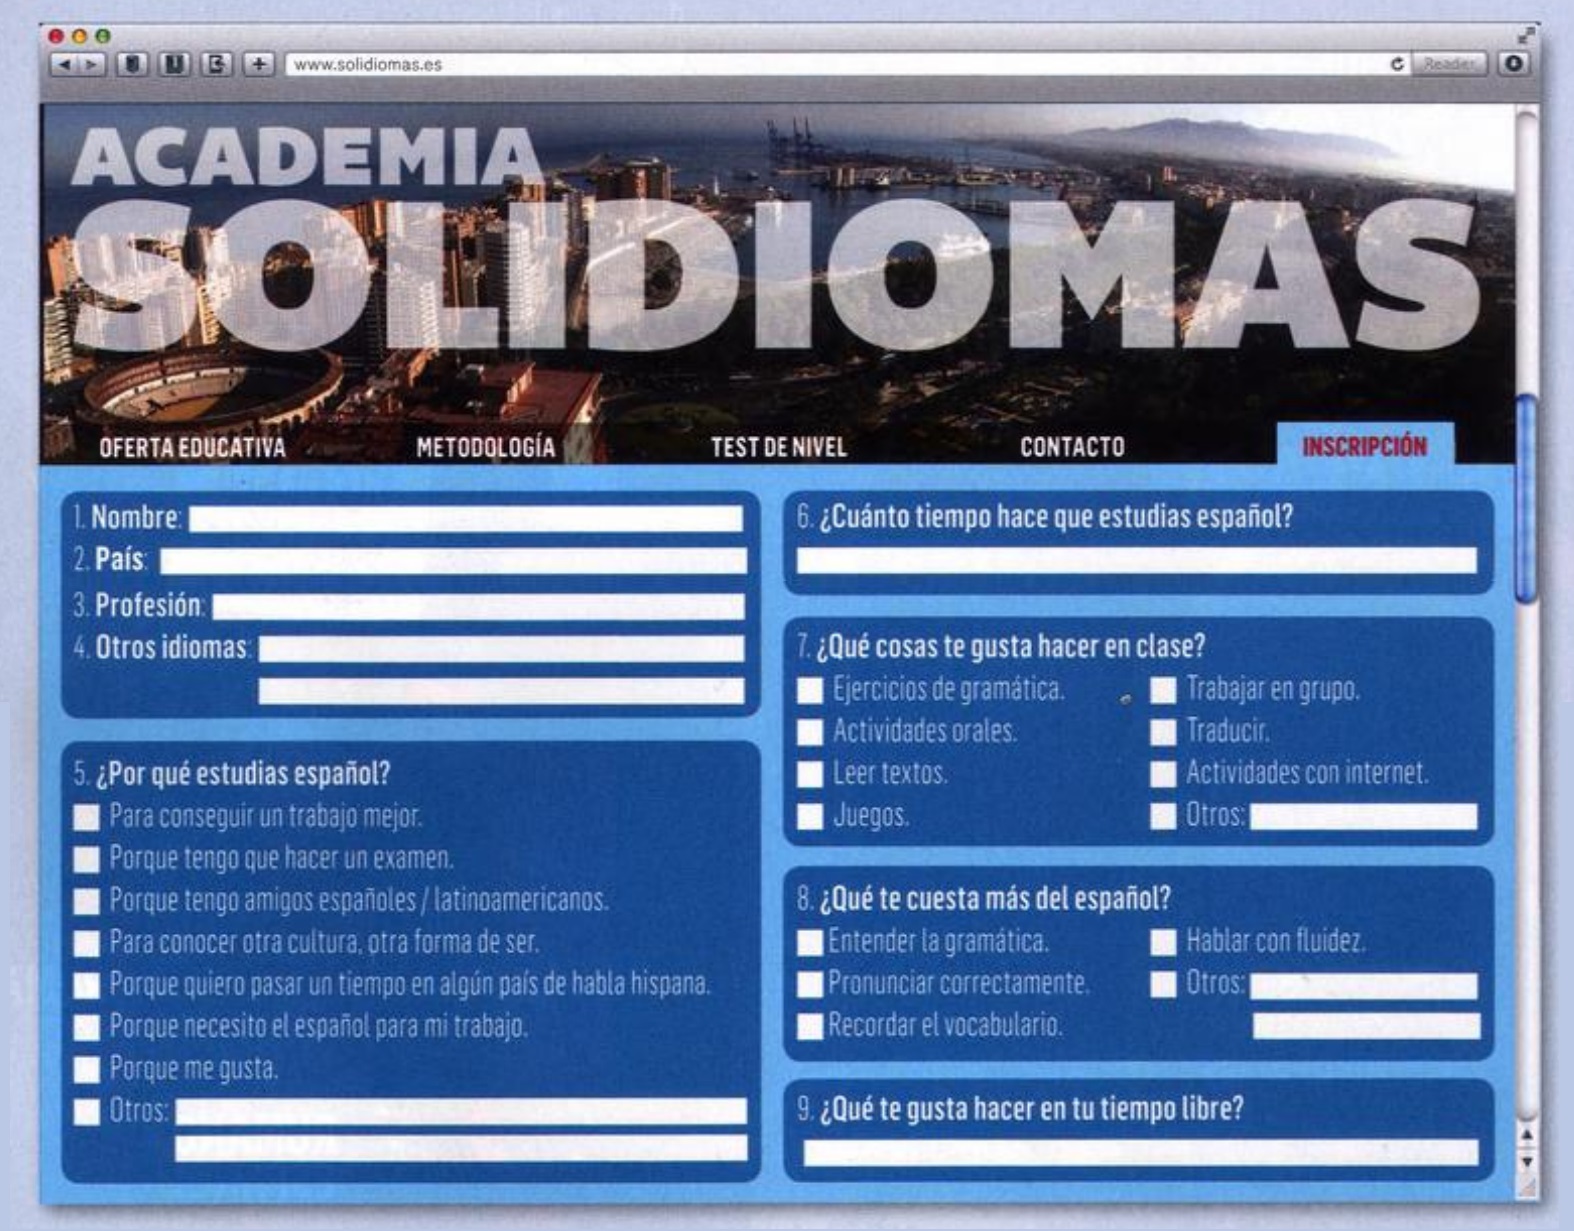 www.solidiomas.es
Reader
ACADEMIA
SOLIDIOMAS
OFERTA EDUCATIVA
METODOLOGÍA
TEST DE NIVEL
CONTACTO
INSCRIPCIÓN
1. Nombre:
2. País:
3. Profesión:
4. Otros idiomas:
5. ¿Por qué estudias español?
Para conseguir un trabajo mejor.
Porque tengo que hacer un examen.
Porque tengo amigos españoles / latinoamericanos.
Para conocer otra cultura, otra forma de ser.
Porque quiero pasar un tiempo en algún país de habla hispana.
Porque necesito el español para mi trabajo.
Porque me gusta.
Otros:
6. ¿Cuánto tiempo hace que estudias español?
7. ¿Qué cosas te gusta hacer en clase?
Ejercicios de gramática.
Actividades orales.
Leer textos.
Juegos.
Trabajar en grupo.
Traducir.
Actividades con internet.
Otros:
8. ¿Qué te cuesta más del español?
Entender la gramática.
Pronunciar correctamente.
Recordar el vocabulario.
Hablar con fluidez.
Otros:
9. ¿Qué te gusta hacer en tu tiempo libre?